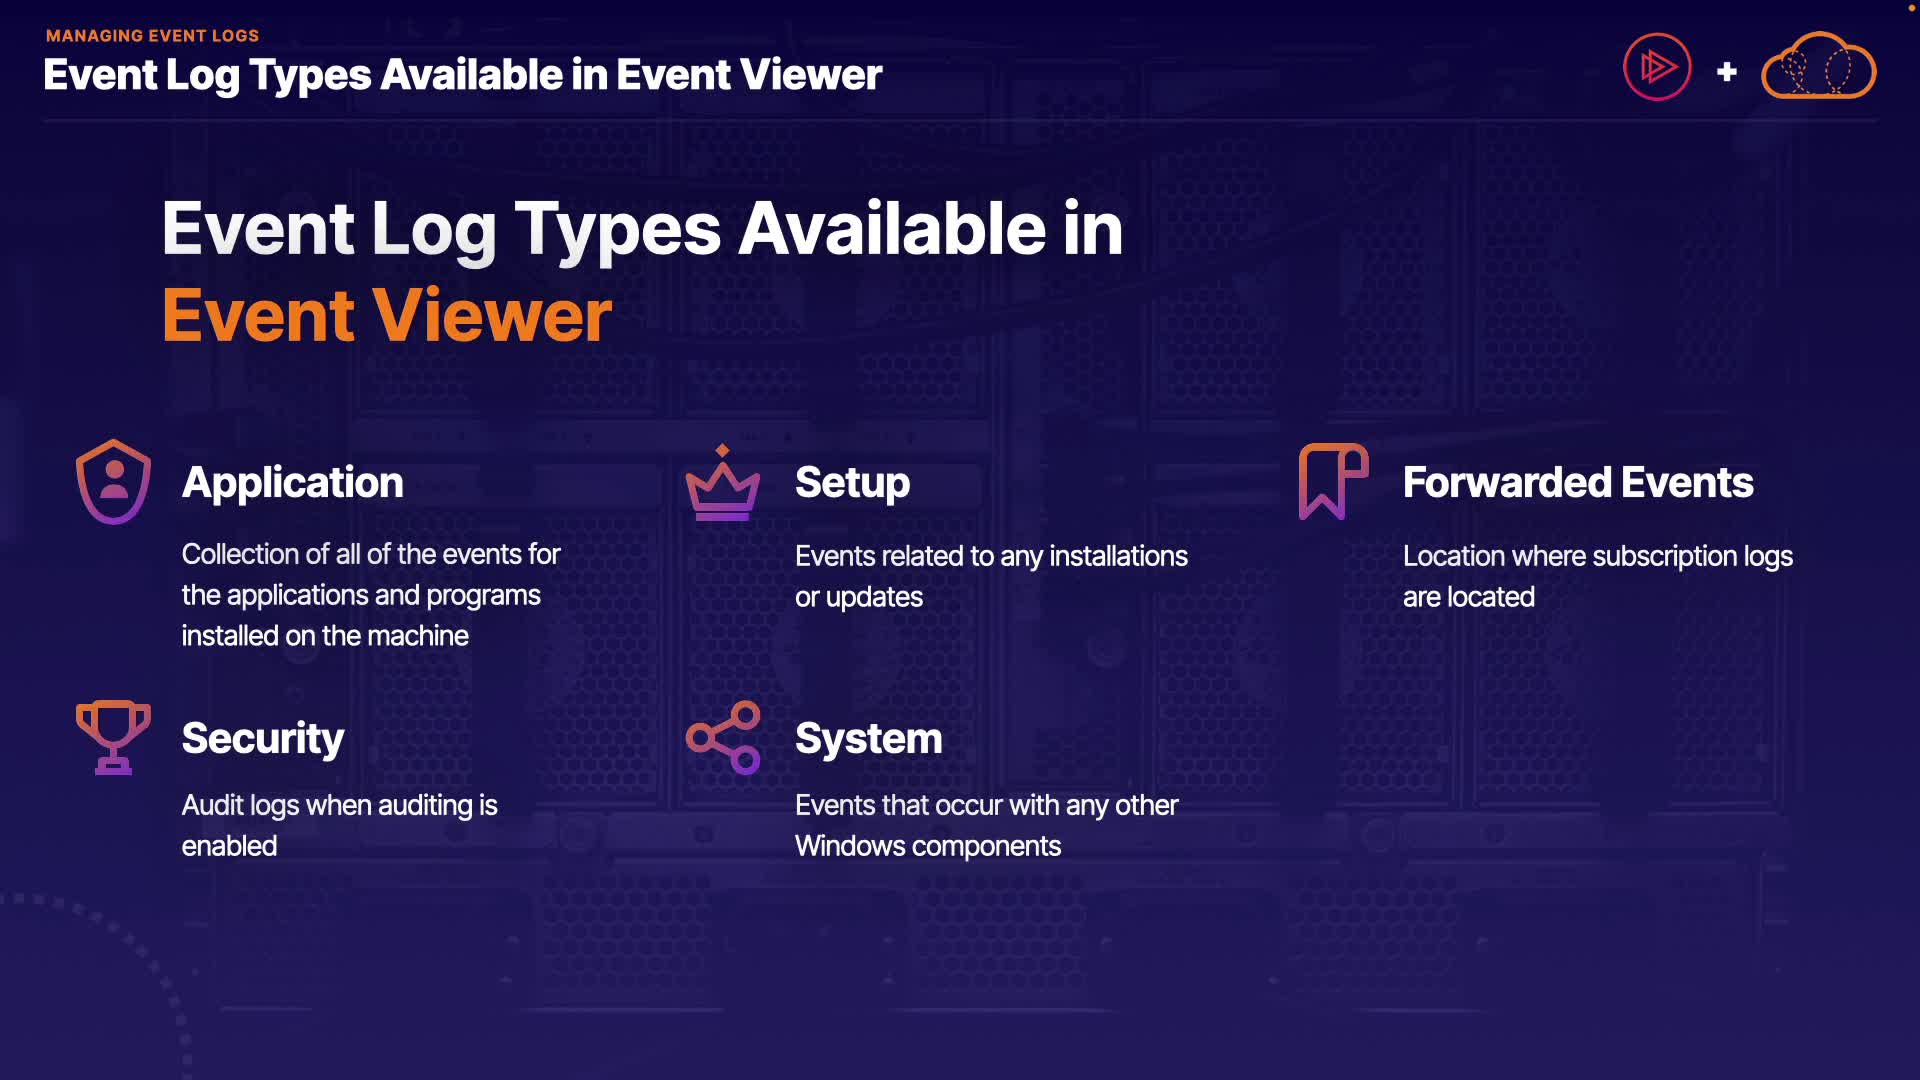 MANAGING EVENT LOGS
Event Log Types Available in Event Viewer
Event Log Types Available in
Event Viewer
Application
Collection of all of the events for
the applications and programs
installed on the machine
Setup
Events related to any installations
or updates
Forwarded Events
Location where subscription logs
are located
Security
Audit logs when auditing is
enabled
System
Events that occur with any other
Windows components